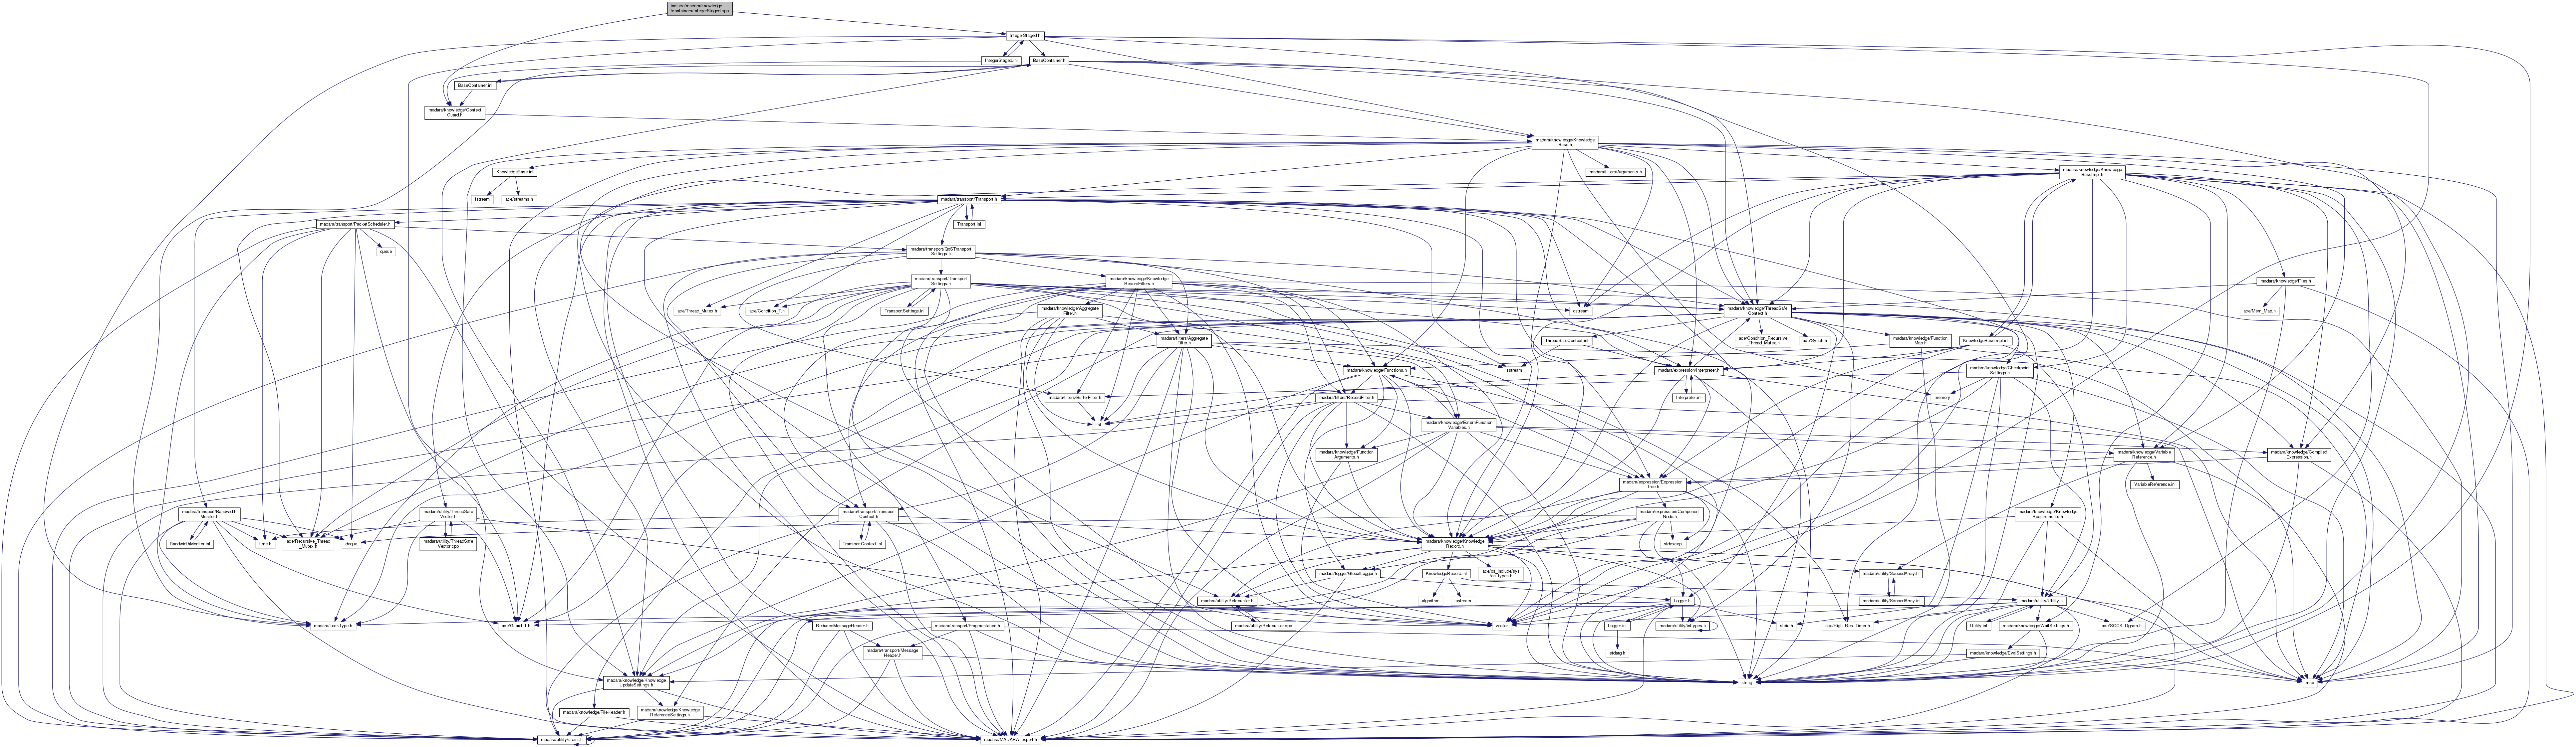 include/madara/knowledge
/containers/IntegerStaged.cpp
IntegerStaged.h
IntegerStaged.inl
BaseContainer.h
BaseContainer.inl
madara/knowledge/Context
Guard.h
madara/knowledge/Knowledge
Base.h
KnowledgeBase.inl
madara/filters/Arguments.h
madara/knowledge/Knowledge
BaseImpl.h
fstream
ace/streams.h
madara/transport/Transport.h
madara/transport/PacketScheduler.h
Transport.inl
queue
madara/transport/QoSTransport
Settings.h
madara/transport/Transport
Settings.h
madara/knowledge/Knowledge
RecordFilters.h
madara/knowledge/Files.h
ace/Thread_Mutex.h
ace/Condition_T.h
TransportSettings.inl
madara/knowledge/Aggregate
Filter.h
ostream
madara/knowledge/ThreadSafe
Context.h
ace/Mem_Map.h
madara/filters/Aggregate
Filter.h
ThreadSafeContext.inl
ace/Condition_Recursive
_Thread_Mutex.h
ace/Synch.h
madara/knowledge/Function
Map.h
KnowledgeBaseImpl.inl
madara/knowledge/Functions.h
sstream
madara/expression/Interpreter.h
madara/knowledge/Checkpoint
Settings.h
madara/filters/BufferFilter.h
madara/filters/RecordFilter.h
Interpreter.inl
memory
list
madara/knowledge/ExternFunction
Variables.h
madara/knowledge/Function
Arguments.h
madara/knowledge/Variable
Reference.h
madara/knowledge/Compiled
Expression.h
madara/expression/Expression
Tree.h
VariableReference.inl
madara/transport/Bandwidth
Monitor.h
madara/utility/ThreadSafe
Vector.h
madara/transport/Transport
Context.h
madara/expression/Component
Node.h
madara/knowledge/Knowledge
Requirements.h
BandwidthMonitor.inl
time.h
ace/Recursive_Thread
_Mutex.h
deque
madara/utility/ThreadSafe
Vector.cpp
TransportContext.inl
madara/knowledge/Knowledge
Record.h
stdexcept
madara/logger/GlobalLogger.h
KnowledgeRecord.inl
ace/os_include/sys
/os_types.h
madara/utility/ScopedArray.h
madara/utility/Refcounter.h
algorithm
iostream
Logger.h
madara/utility/ScopedArray.inl
madara/utility/Utility.h
madara/LockType.h
ace/Guard_T.h
ReducedMessageHeader.h
madara/transport/Fragmentation.h
madara/utility/Refcounter.cpp
vector
Logger.inl
madara/utility/inttypes.h
stdio.h
ace/High_Res_Timer.h
Utility.inl
madara/knowledge/WaitSettings.h
ace/SOCK_Dgram.h
madara/transport/Message
Header.h
stdarg.h
madara/knowledge/EvalSettings.h
madara/knowledge/Knowledge
UpdateSettings.h
string
map
madara/knowledge/FileHeader.h
madara/knowledge/Knowledge
ReferenceSettings.h
madara/utility/stdint.h
madara/MADARA_export.h